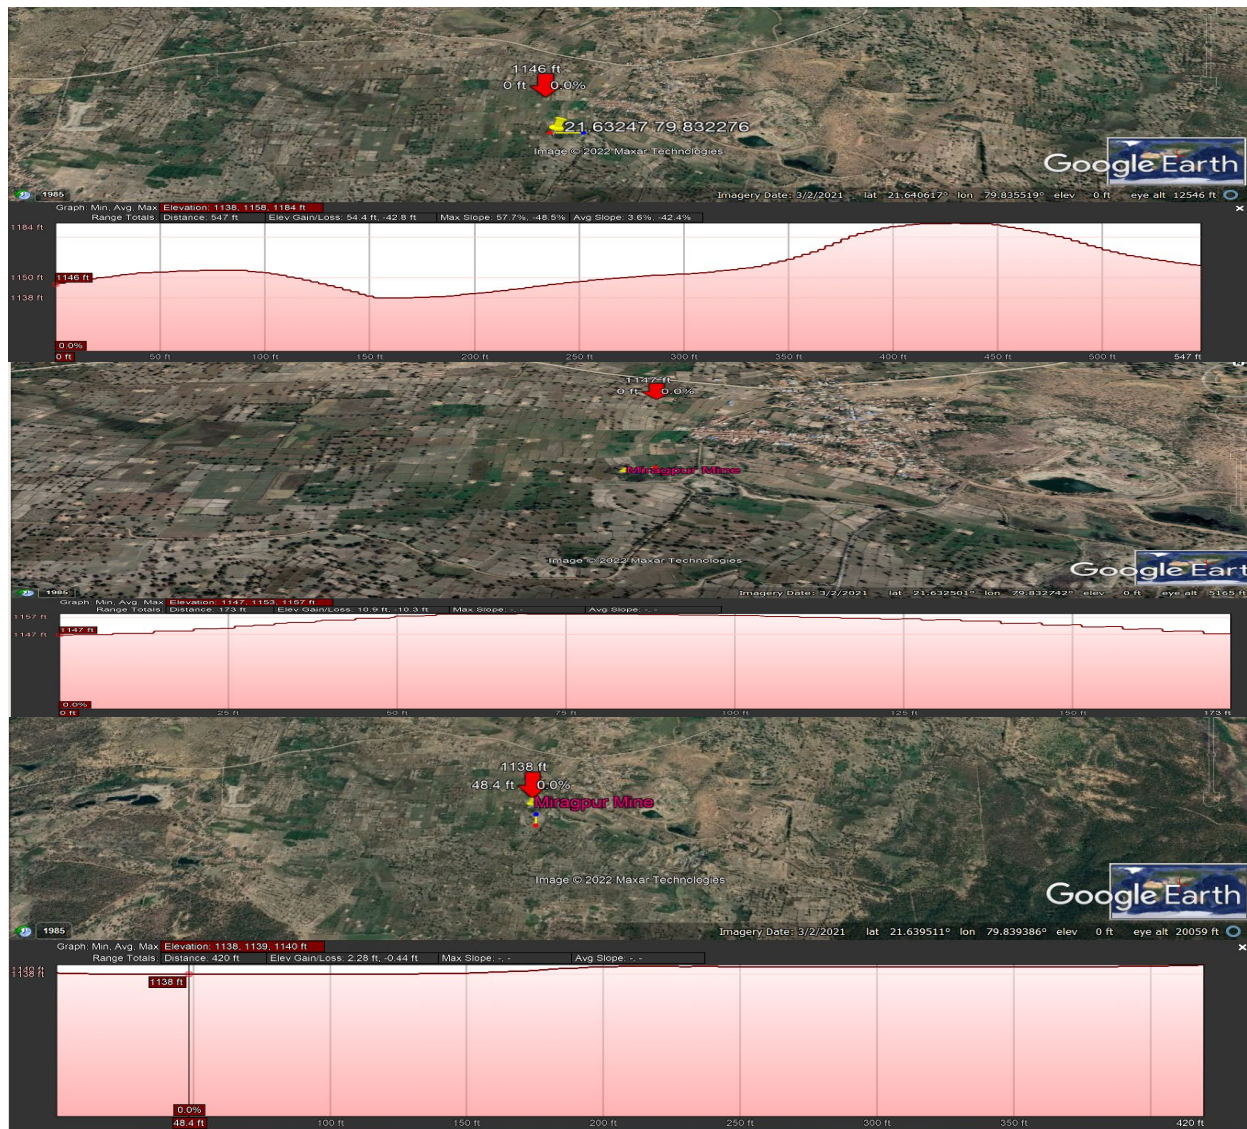 1146 ft
0 ft 0.0%
21.63247 79.832276
Image © 2022 Maxar Technologies
Google Earth
1985
Imagery Date: 3/2/2021 lat 21.640617° lon 79.835519° elev 0 ft eye alt 12546 ft
Graph: Min, Avg, Max Elevation: 1138, 1158, 1184 ft
Range Totals: Distance: 547 ft Elev Gain/Loss: 54.4 ft, -42.8 ft Max Slope: 57.7%, -48.5% Avg Slope: 3.6%, -42.4%
1184 ft
1150 ft 1146 ft
1138 ft
0.0%
0 ft 50 ft 100 ft 150 ft 200 ft 250 ft 300 ft 350 ft 400 ft 450 ft 500 ft 547 ft
1147 ft
0 ft 0.0%
Miragpur Mine
Image © 2022 Maxar Technologies
Google Eart
1985
Imagery Date: 3/2/2021 lat 21.632501° lon 79.832742° elev 0 ft eye alt 5165 ft
Graph: Min, Avg, Max Elevation: 1147, 1153, 1157 ft
Range Totals: Distance: 173 ft Elev Gain/Loss: 10.9 ft, -10.3 ft Max Slope: -, - Avg Slope: -, -
1157 ft
1147 ft 1147 ft
0.0%
0 ft 25 ft 50 ft 75 ft 100 ft 125 ft 150 ft 173 ft
1138 ft
48.4 ft 0.0%
Miragpur Mine
Image © 2022 Maxar Technologies
Google Earth
1985
Imagery Date: 3/2/2021 lat 21.639511° lon 79.839386° elev 0 ft eye alt 20059 ft
Graph: Min, Avg, Max Elevation: 1138, 1139, 1140 ft
Range Totals: Distance: 420 ft Elev Gain/Loss: 2.28 ft, -0.44 ft Max Slope: -, - Avg Slope: -, -
1140 ft
1138 ft
1138 ft
0.0%
48.4 ft 100 ft 150 ft 200 ft 250 ft 300 ft 350 ft 420 ft